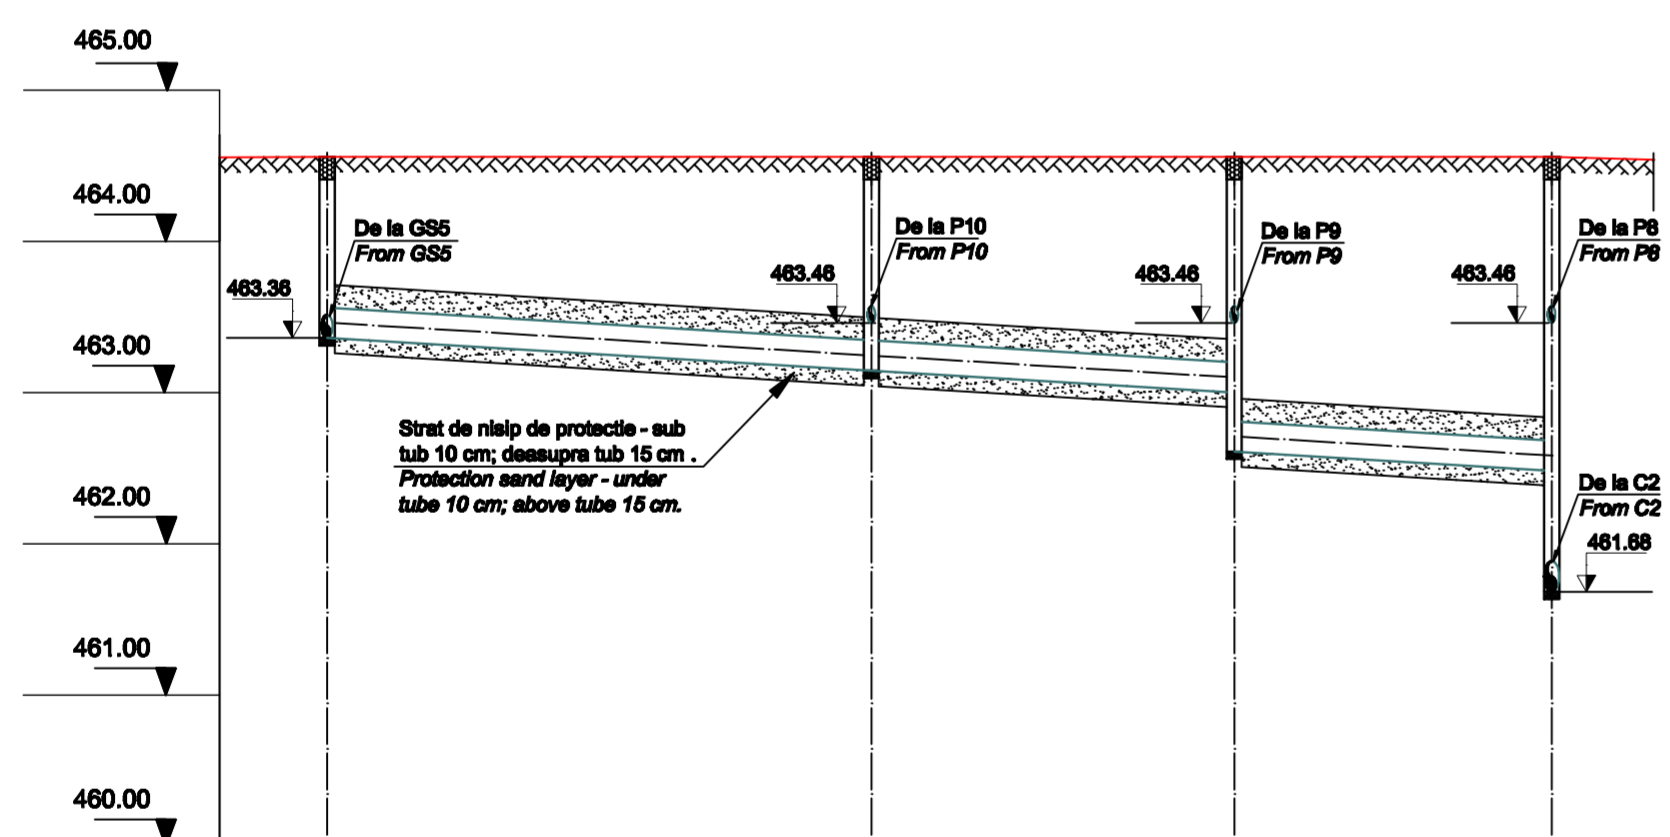 465.00
464.00
463.00
462.00
461.00
460.00
De la GS5
From GS5
463.36
De la P10
From P10
463.46
De la P9
From P9
463.46
De la P8
From P8
463.46
Strat de nisip de protectie - sub
tub 10 cm; deasupra tub 15 cm .
Protection sand layer - under
tube 10 cm; above tube 15 cm.
De la C2
From C2
461.68